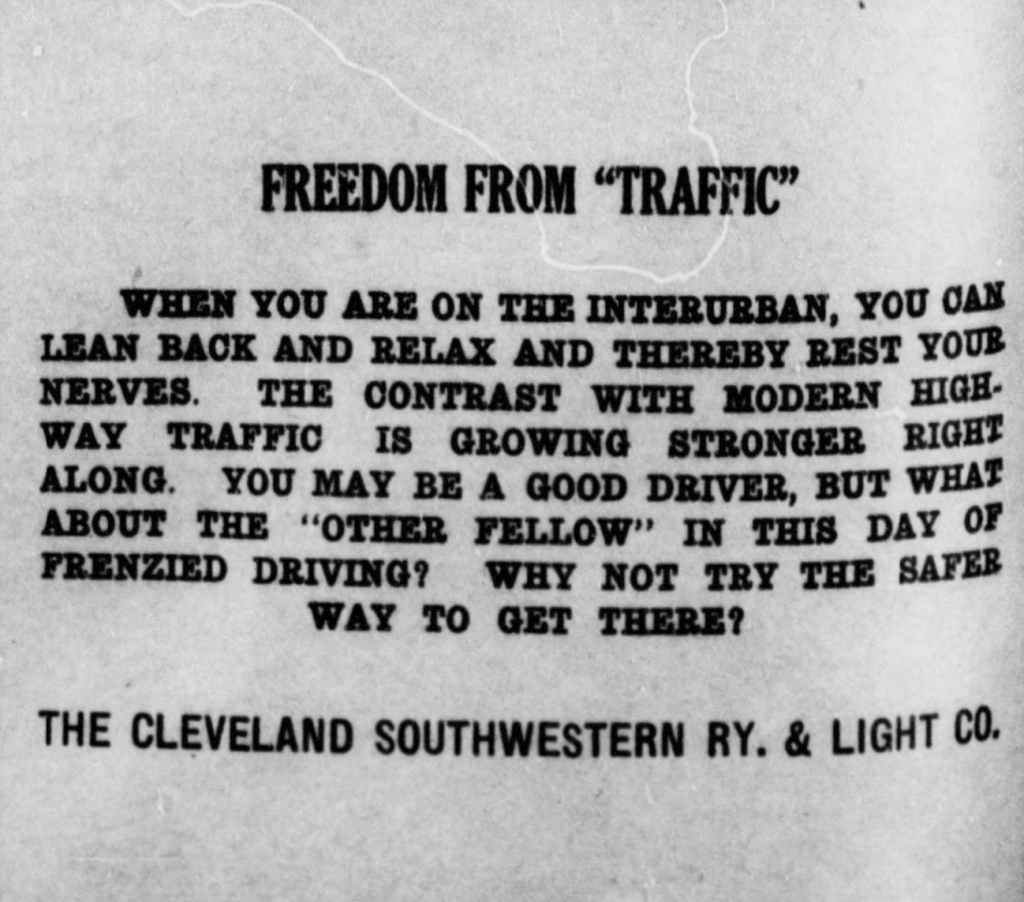 FREEDOM FROM “TRAFFIC”
WHEN YOU ARE ON THE INTERURBAN, YOU CAN
LEAN BACK AND RELAX AND THEREBY REST YOUR
NERVES. THE CONTRAST WITH MODERN HIGH-
WAY TRAFFIC IS GROWING STRONGER RIGHT
ALONG. YOU MAY BE A GOOD DRIVER, BUT WHAT
ABOUT THE “OTHER FELLOW” IN THIS DAY OF
FRENZIED DRIVING? WHY NOT TRY THE SAFER
WAY TO GET THERE?
THE CLEVELAND SOUTHWESTERN RY. & LIGHT CO.